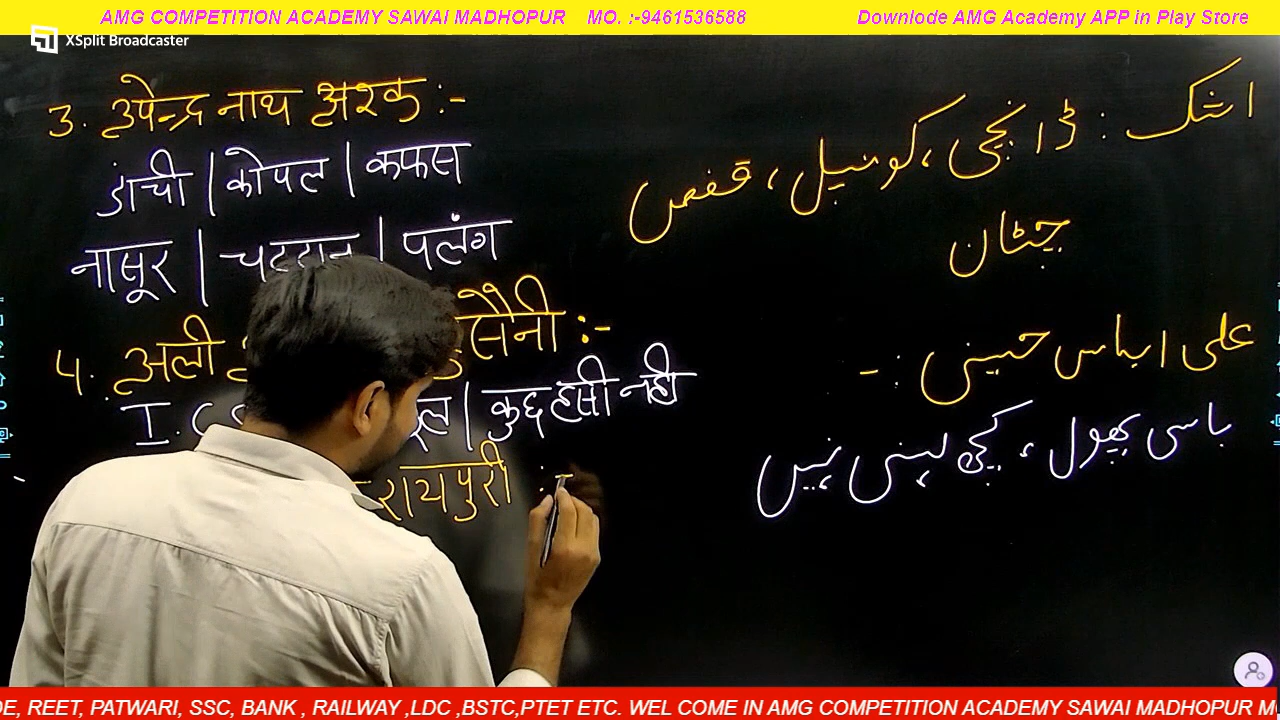 AMG COMPETITION ACADEMY SAWAI MADHOPUR MO. :-9461536588 Downlode AMG Academy APP in Play Store
XSplit Broadcaster
3. उपेन्द्र नाथ अश्क :-
डांची | कोपल | कफस
नासूर | चट्टान | पलंग
4. अली सैनी :-
I. C | कुछ हसी नही
रायपुरी :-
اشک : ڈانچی ، کونپل ، قفص
چٹان
علی عباس حسینی : -
باسی پھول ، کچھ ہنسی نہیں
DE, REET, PATWARI, SSC, BANK , RAILWAY ,LDC ,BSTC,PTET ETC. WEL COME IN AMG COMPETITION ACADEMY SAWAI MADHOPUR M